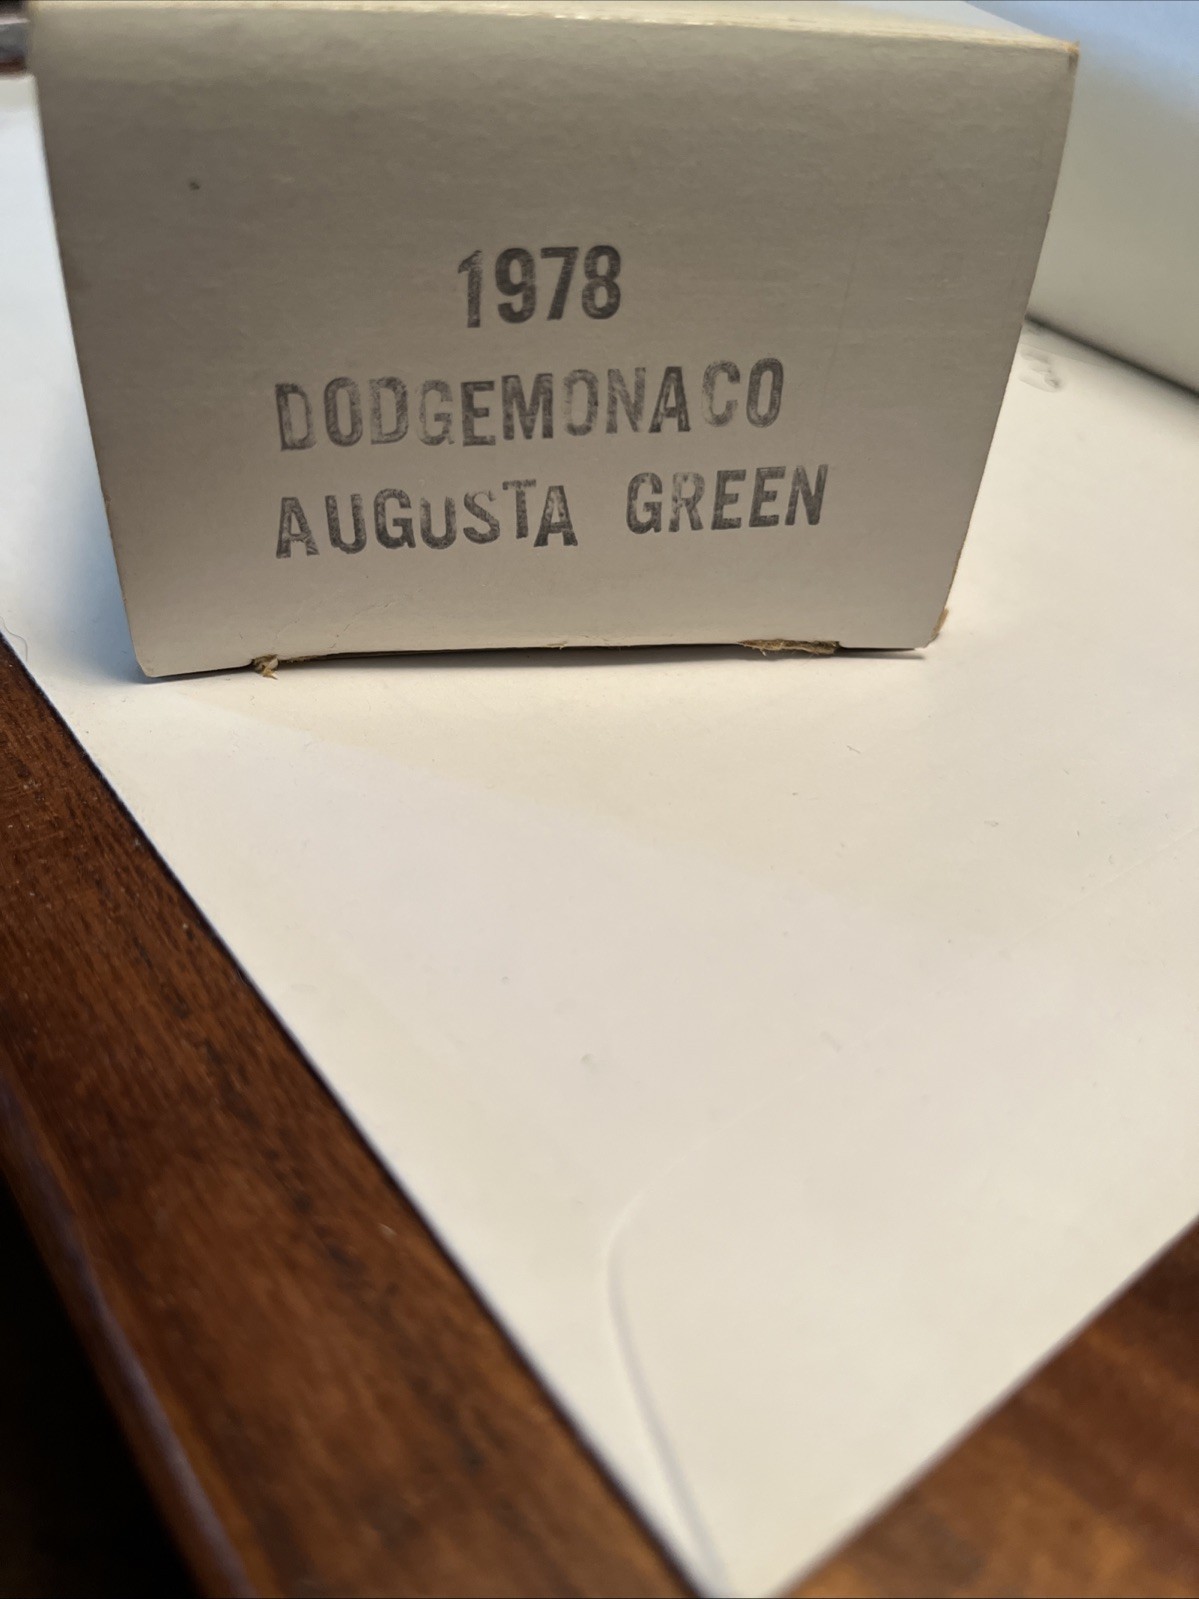 1978
DODGEMONACO
AUGUSTA GREEN